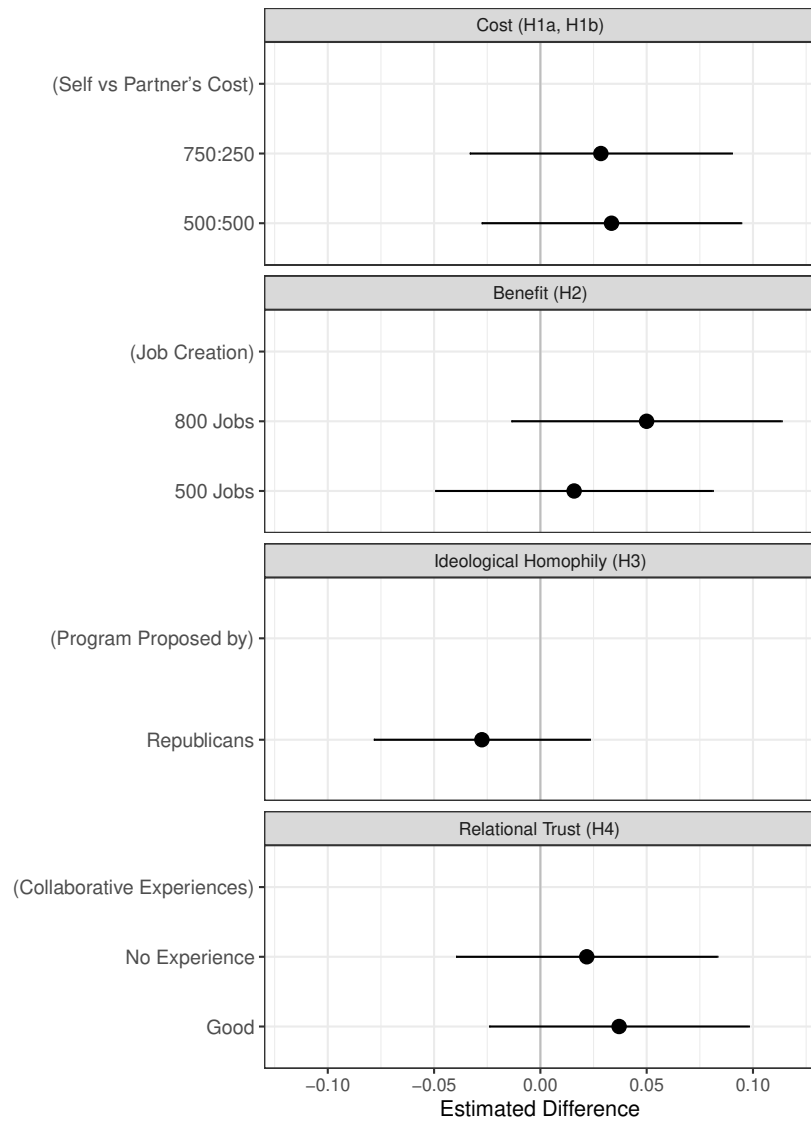 Cost (H1a, H1b)
(Self vs Partner’s Cost)
750:250
500:500
Benefit (H2)
(Job Creation)
800 Jobs
500 Jobs
Ideological Homophily (H3)
(Program Proposed by)
Republicans
Relational Trust (H4)
(Collaborative Experiences)
No Experience
Good
−0.10 −0.05 0.00 0.05 0.10
Estimated Difference